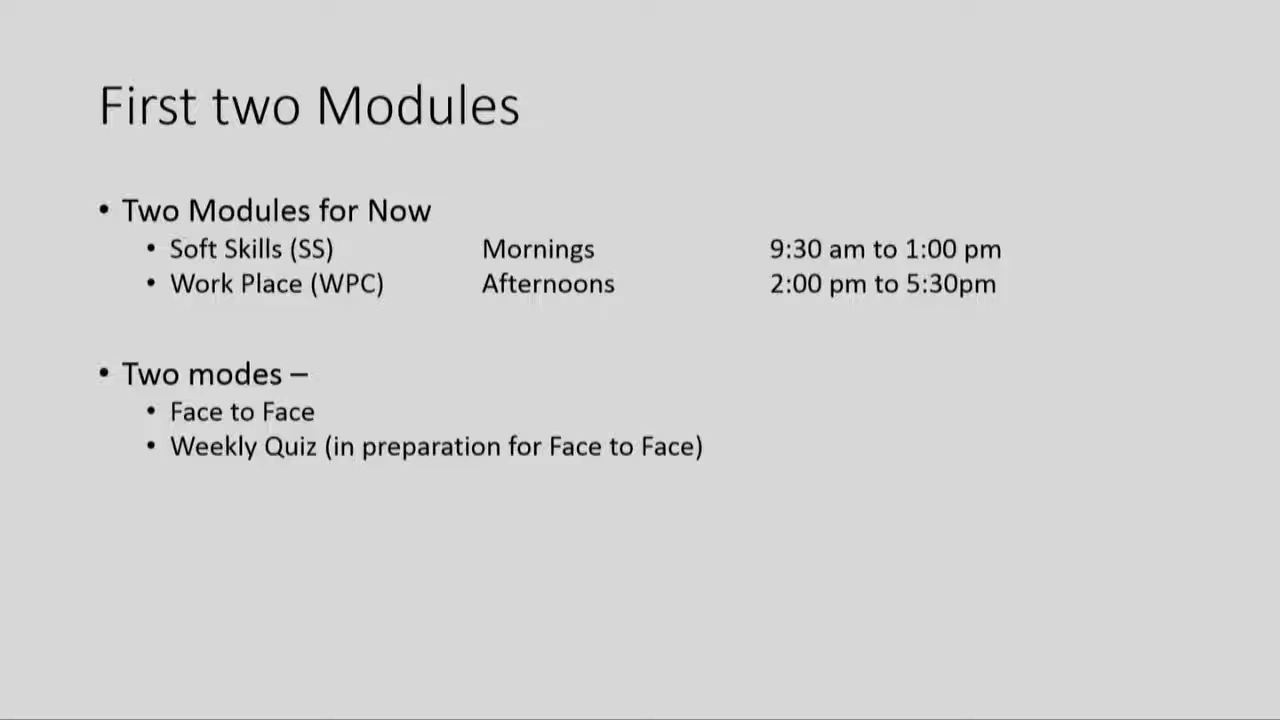 First two Modules
• Two Modules for Now
• Soft Skills (SS) Mornings 9:30 am to 1:00 pm
• Work Place (WPC) Afternoons 2:00 pm to 5:30pm
• Two modes –
• Face to Face
• Weekly Quiz (in preparation for Face to Face)